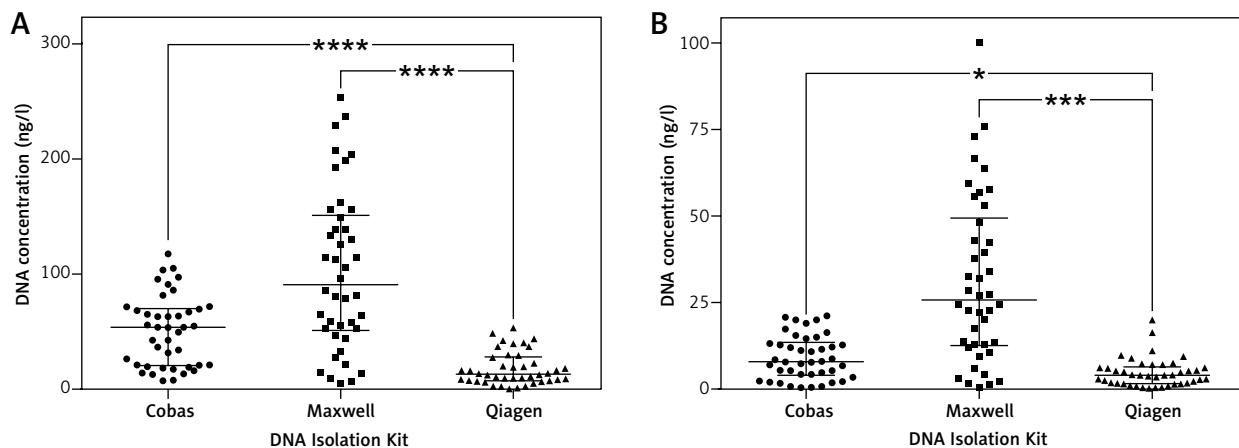 A
DNA concentration (ng/l)
300
200
100
0
****
****
Cobas
Maxwell
Qiagen
DNA Isolation Kit
B
DNA concentration (ng/l)
100
75
50
25
0
*
***
Cobas
Maxwell
Qiagen
DNA Isolation Kit